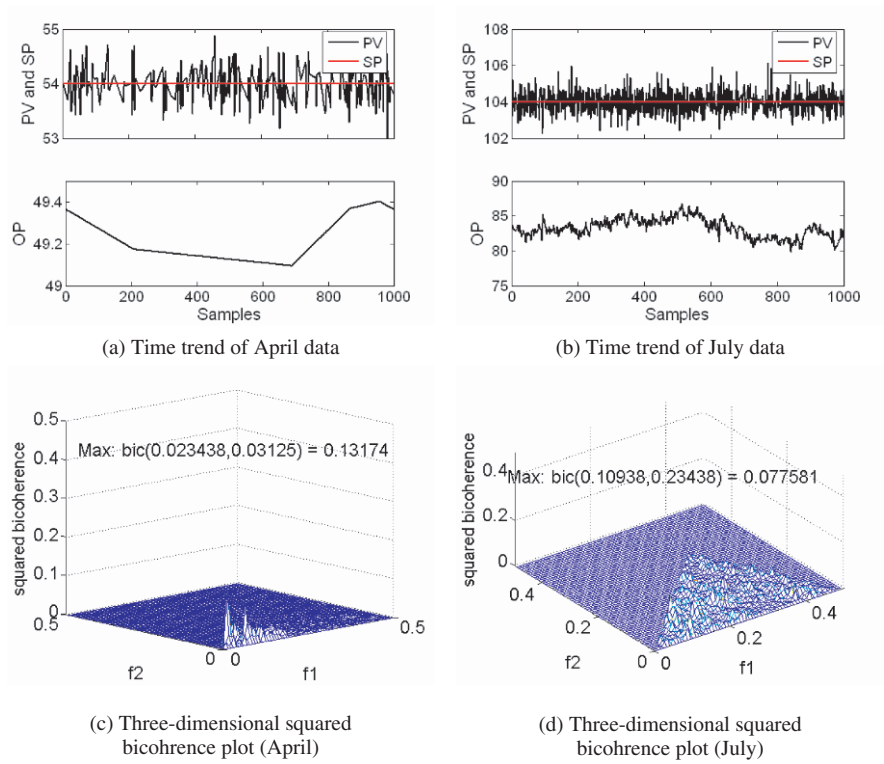 55
54
53
PV and SP
PV
SP
49.4
49.2
49
OP
0 200 400 600 800 1000
Samples
(a) Time trend of April data
108
106
104
102
PV and SP
PV
SP
90
85
80
75
OP
0 200 400 600 800 1000
Samples
(b) Time trend of July data
0.5
0.4
0.3
0.2
0.1
0
squared bicoherence
Max: bic(0.023438,0.03125) = 0.13174
0.5 0 0 0.5
f2 f1
(c) Three-dimensional squared
bicohrence plot (April)
0.4
0.2
0
squared bicoherence
Max: bic(0.10938,0.23438) = 0.077581
0.4 0.2 0 0 0.2 0.4
f2 f1
(d) Three-dimensional squared
bicohrence plot (July)